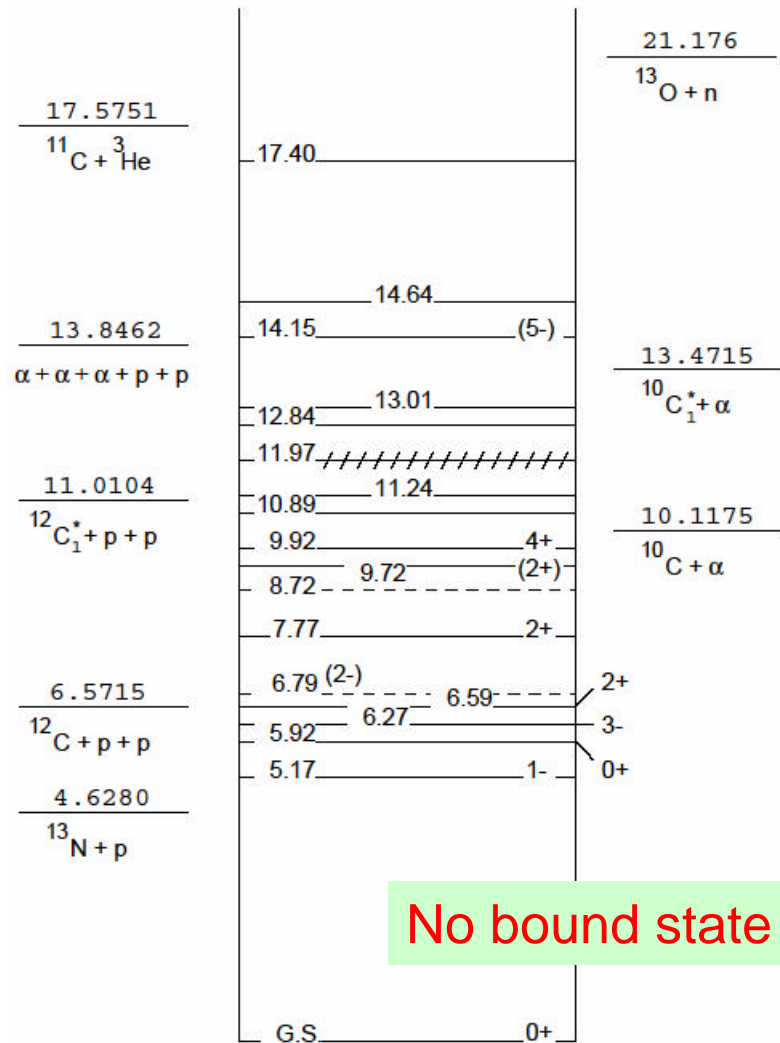 21.176
¹³O + n
17.5751
¹¹C + ³He
17.40
14.64
13.8462
α + α + α + p + p
14.15 (5-)
13.4715
¹⁰C₁* + α
13.01
12.84
11.97
11.24
11.0104
¹²C₁* + p + p
10.89
10.1175
¹⁰C + α
9.92 4+
9.72 (2+)
8.72
7.77 2+
6.79 (2-)
6.59 2+
6.5715
¹²C + p + p
6.27 3-
5.92 0+
5.17 1-
4.6280
¹³N + p
No bound state
G.S. 0+